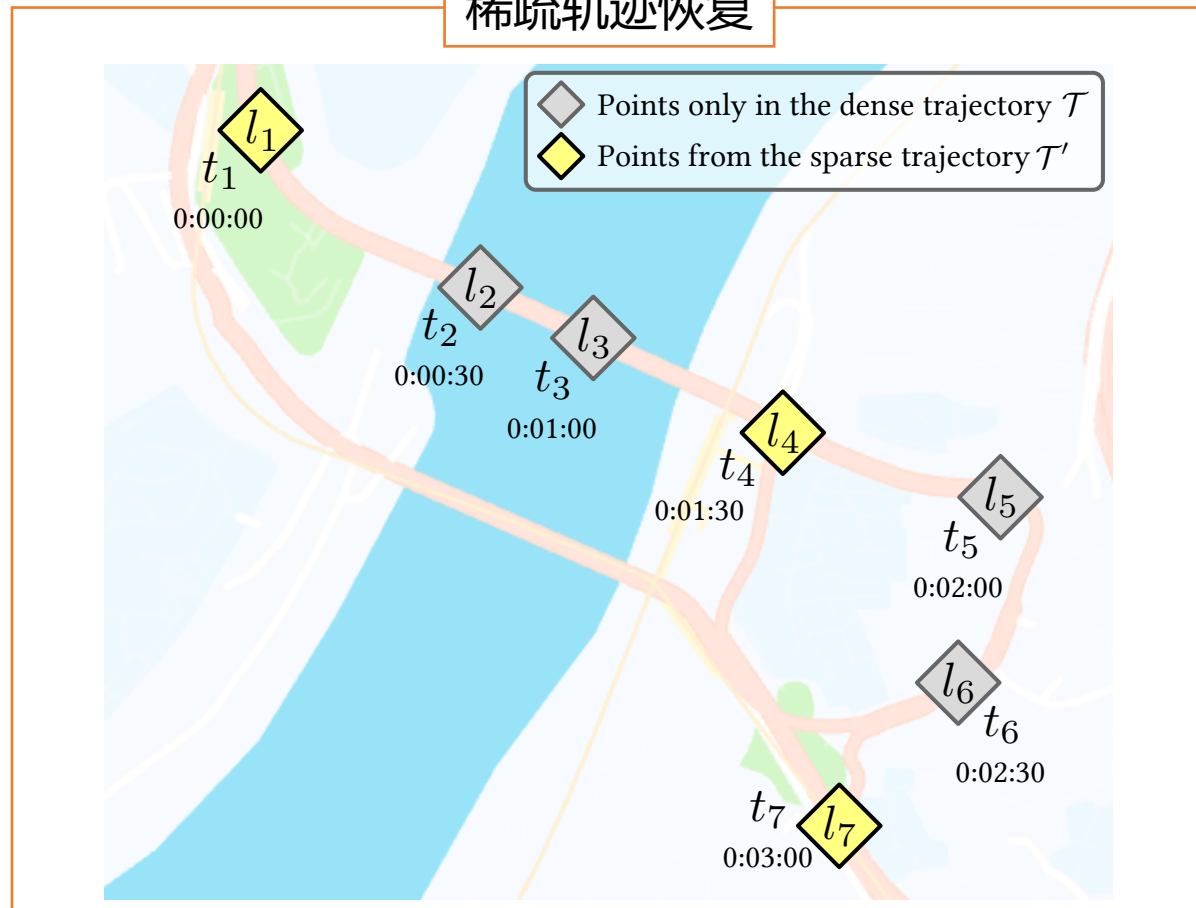 稀疏轨迹恢复
Points only in the dense trajectory 𝒯
Points from the sparse trajectory 𝒯′
l₁
t₁
0:00:00
l₂
t₂
0:00:30
l₃
t₃
0:01:00
l₄
t₄
0:01:30
l₅
t₅
0:02:00
l₆
t₆
0:02:30
l₇
t₇
0:03:00